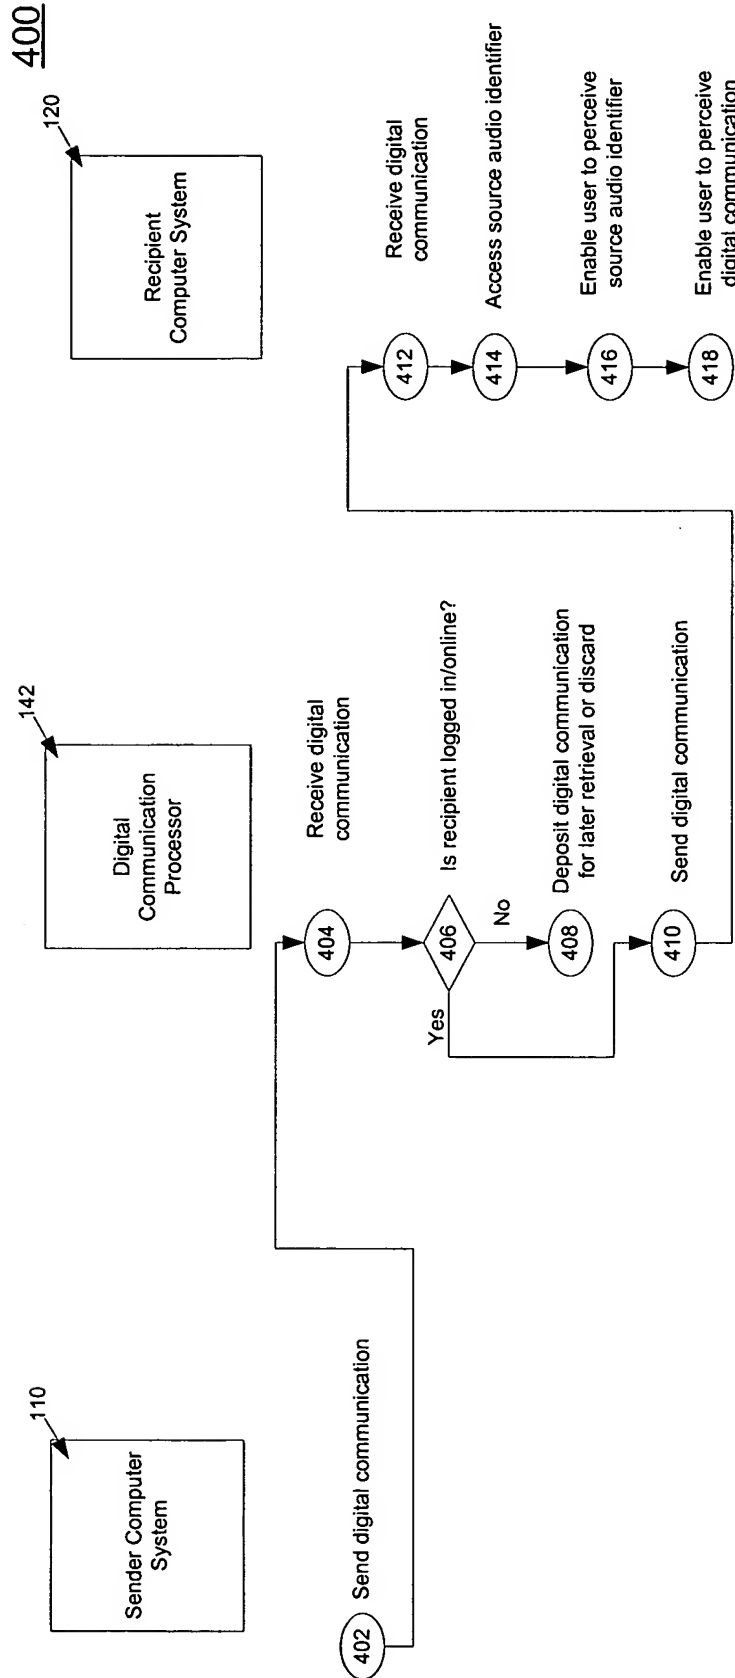 400
110
Sender Computer
System
142
Digital
Communication
Processor
120
Recipient
Computer System
402
Send digital communication
404
Receive digital
communication
406
Is recipient logged in/online?
Yes
No
408
Deposit digital communication
for later retrieval or discard
410
Send digital communication
412
Receive digital
communication
414
Access source audio identifier
416
Enable user to perceive
source audio identifier
418
Enable user to perceive
digital communication